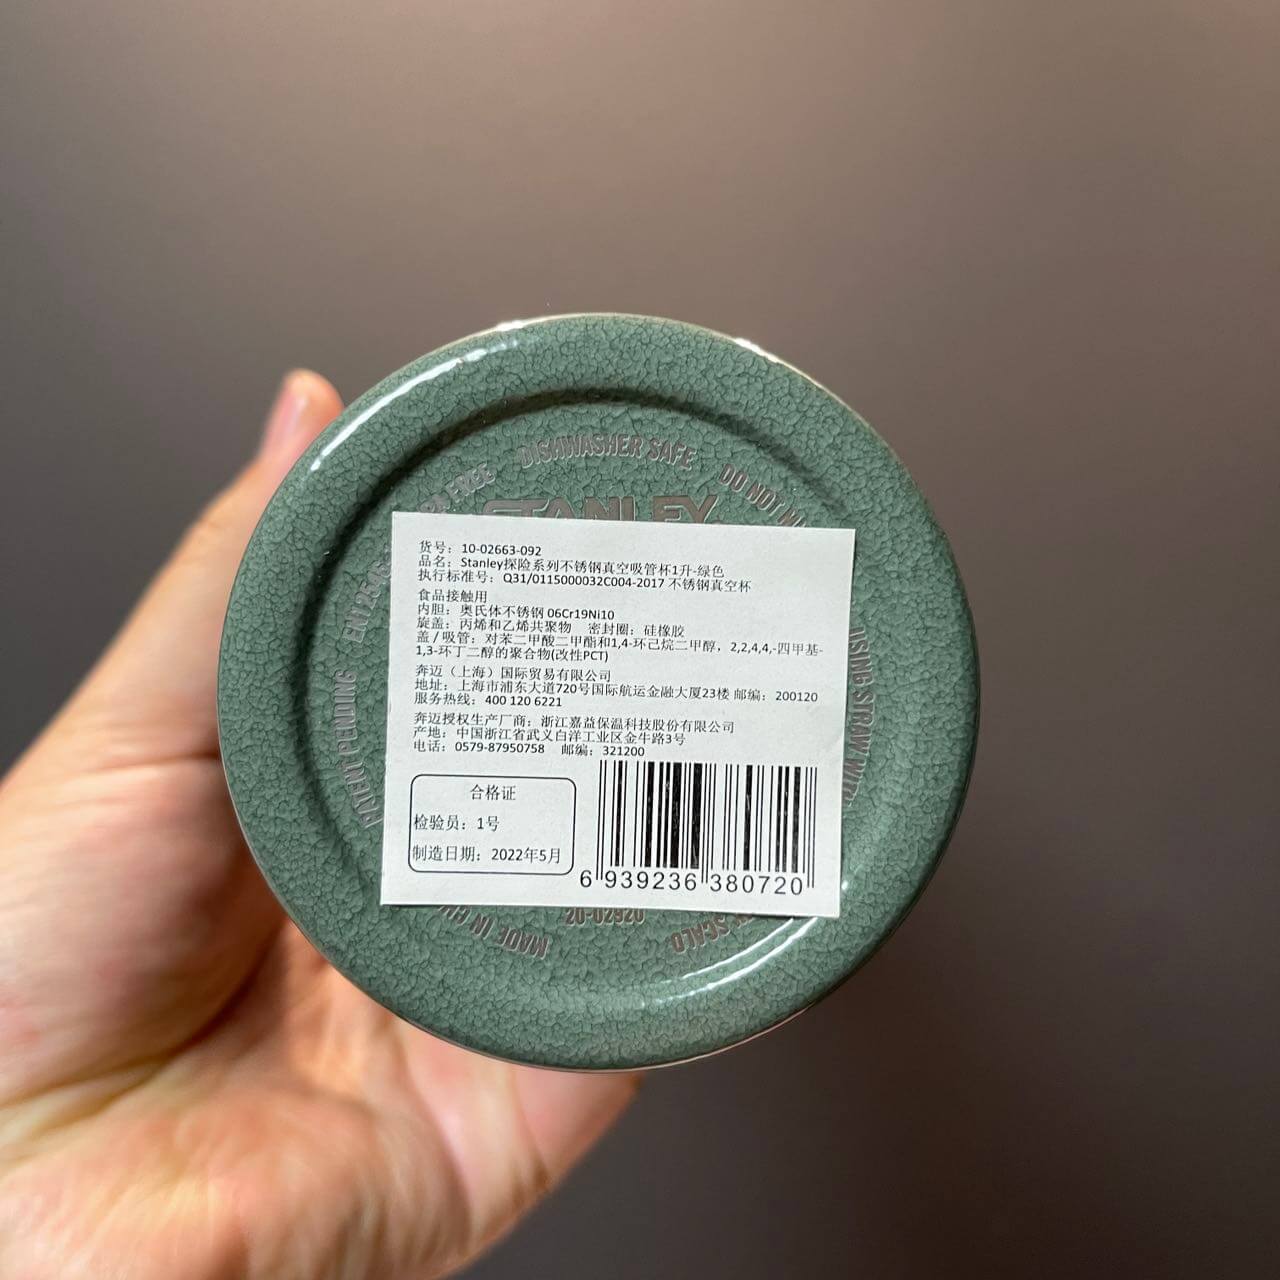 BPA FREE
DISHWASHER SAFE
DO NOT
STANLEY
货号：10-02663-092
品名：Stanley探险系列不锈钢真空吸管杯1升-绿色
执行标准号：Q31/0115000032C004-2017 不锈钢真空杯
食品接触用
内胆：奥氏体不锈钢 06Cr19Ni10
旋盖：丙烯和乙烯共聚物 密封圈：硅橡胶
盖 / 吸管：对苯二甲酸二甲酯和1,4-环己烷二甲醇，2,2,4,4,-四甲基-
1,3-环丁二醇的聚合物(改性PCT)
奔迈（上海）国际贸易有限公司
地址：上海市浦东大道720号国际航运金融大厦23楼 邮编：200120
服务热线：400 120 6221
奔迈授权生产厂商：浙江嘉益保温科技股份有限公司
产地：中国浙江省武义白洋工业区金牛路3号
电话：0579-87950758 邮编：321200
合格证
检验员：1号
制造日期：2022年5月
6 939236 380720
PATENT PENDING
USING STRAW WITH
MADE IN
20-02920
SCALD